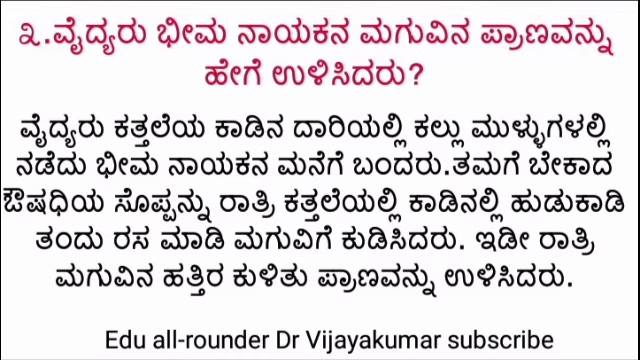 ೩.ವೈದ್ಯರು ಭೀಮ ನಾಯಕನ ಮಗುವಿನ ಪ್ರಾಣವನ್ನು
ಹೇಗೆ ಉಳಿಸಿದರು?
ವೈದ್ಯರು ಕತ್ತಲೆಯ ಕಾಡಿನ ದಾರಿಯಲ್ಲಿ ಕಲ್ಲು ಮುಳ್ಳುಗಳಲ್ಲಿ
ನಡೆದು ಭೀಮ ನಾಯಕನ ಮನೆಗೆ ಬಂದರು.ತಮಗೆ ಬೇಕಾದ
ಔಷಧಿಯ ಸೊಪ್ಪನ್ನು ರಾತ್ರಿ ಕತ್ತಲೆಯಲ್ಲಿ ಕಾಡಿನಲ್ಲಿ ಹುಡುಕಾಡಿ
ತಂದು ರಸ ಮಾಡಿ ಮಗುವಿಗೆ ಕುಡಿಸಿದರು. ಇಡೀ ರಾತ್ರಿ
ಮಗುವಿನ ಹತ್ತಿರ ಕುಳಿತು ಪ್ರಾಣವನ್ನು ಉಳಿಸಿದರು.
Edu all-rounder Dr Vijayakumar subscribe